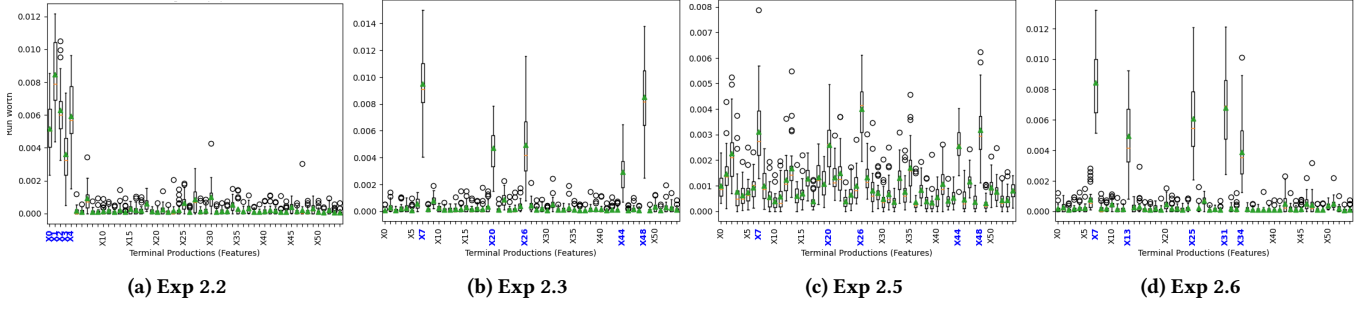 0.012
0.010
0.008
0.006
0.004
0.002
0.000
Run worth
X0
X1
X2
X3
X4
X10
X15
X20
X25
X30
X35
X40
X45
X50
Terminal Productions (Features)
(a) Exp 2.2
0.014
0.012
0.010
0.008
0.006
0.004
0.002
0.000
X0
X5
X7
X10
X15
X20
X26
X30
X35
X40
X44
X48
X50
Terminal Productions (Features)
(b) Exp 2.3
0.008
0.007
0.006
0.005
0.004
0.003
0.002
0.001
0.000
X0
X5
X7
X10
X15
X20
X26
X30
X35
X40
X44
X48
X50
Terminal Productions (Features)
(c) Exp 2.5
0.012
0.010
0.008
0.006
0.004
0.002
0.000
X0
X5
X7
X10
X13
X20
X25
X31
X34
X40
X45
X50
Terminal Productions (Features)
(d) Exp 2.6